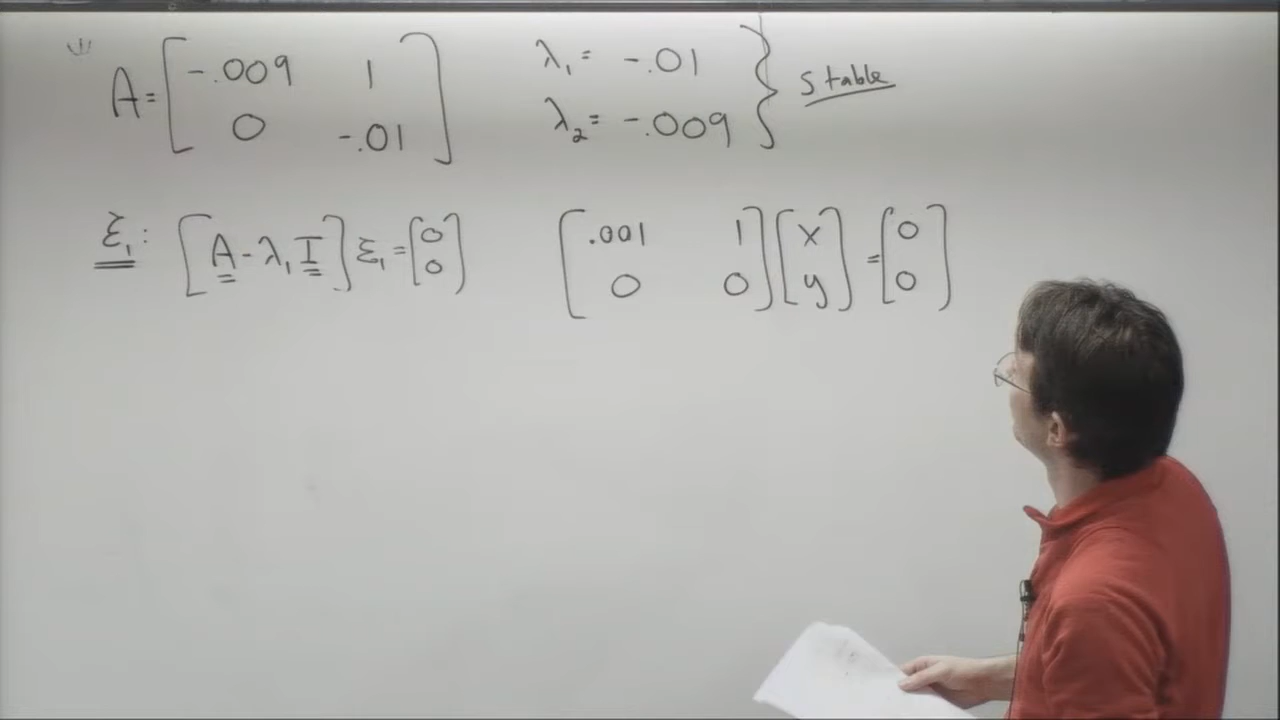 A = [ -.009 1
0 -.01 ]
λ₁ = -.01
λ₂ = -.009 } stable
ξ₁: [ A - λ₁ I ] ξ₁ = [ 0
0 ]
[ .001 1
0 0 ] [ x
y ] = [ 0
0 ]